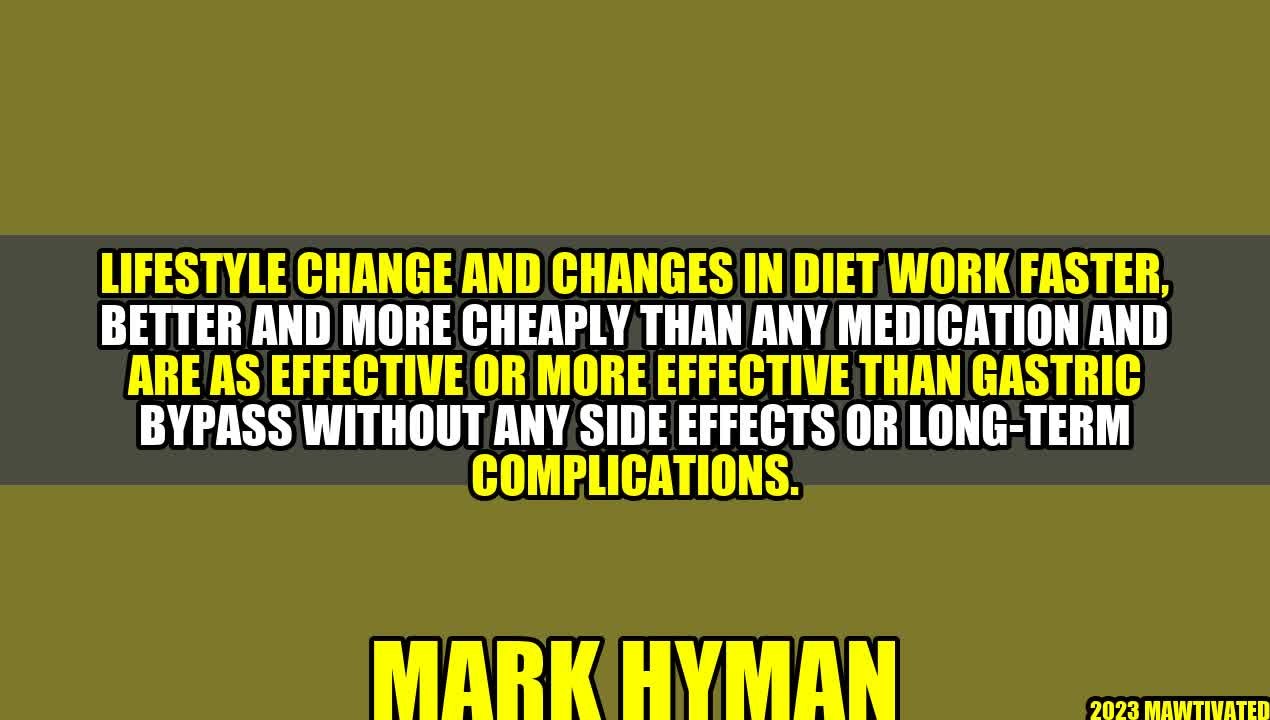 LIFESTYLE CHANGE AND CHANGES IN DIET WORK FASTER,
BETTER AND MORE CHEAPLY THAN ANY MEDICATION AND
ARE AS EFFECTIVE OR MORE EFFECTIVE THAN GASTRIC
BYPASS WITHOUT ANY SIDE EFFECTS OR LONG-TERM
COMPLICATIONS.
MARK HYMAN
2023 MAWTIVATED